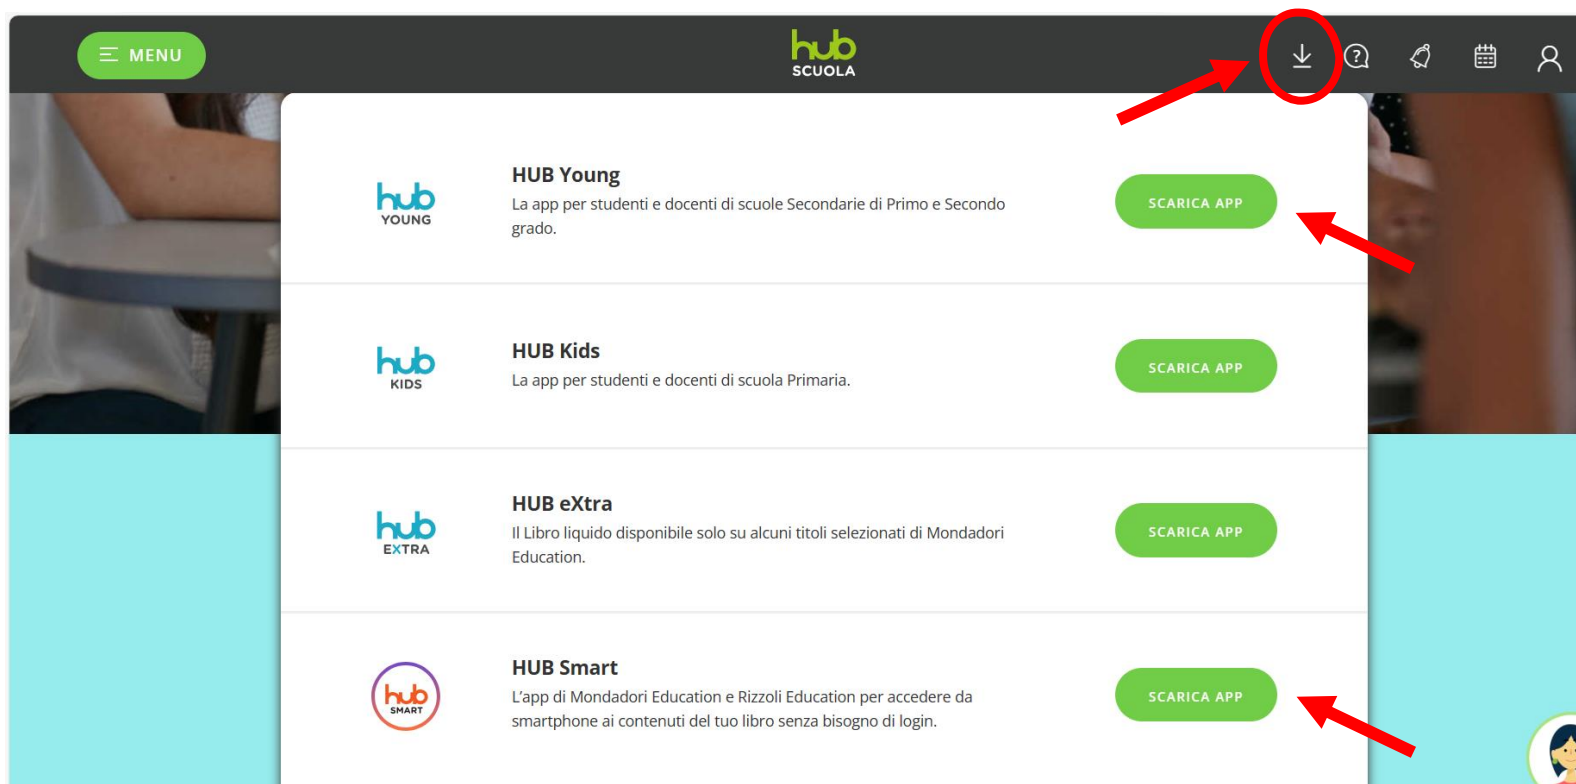 MENU
hub
SCUOLA
hub
YOUNG
HUB Young
La app per studenti e docenti di scuole Secondarie di Primo e Secondo
grado.
SCARICA APP
hub
KIDS
HUB Kids
La app per studenti e docenti di scuola Primaria.
SCARICA APP
hub
EXTRA
HUB eXtra
Il Libro liquido disponibile solo su alcuni titoli selezionati di Mondadori
Education.
SCARICA APP
hub
SMART
HUB Smart
L'app di Mondadori Education e Rizzoli Education per accedere da
smartphone ai contenuti del tuo libro senza bisogno di login.
SCARICA APP